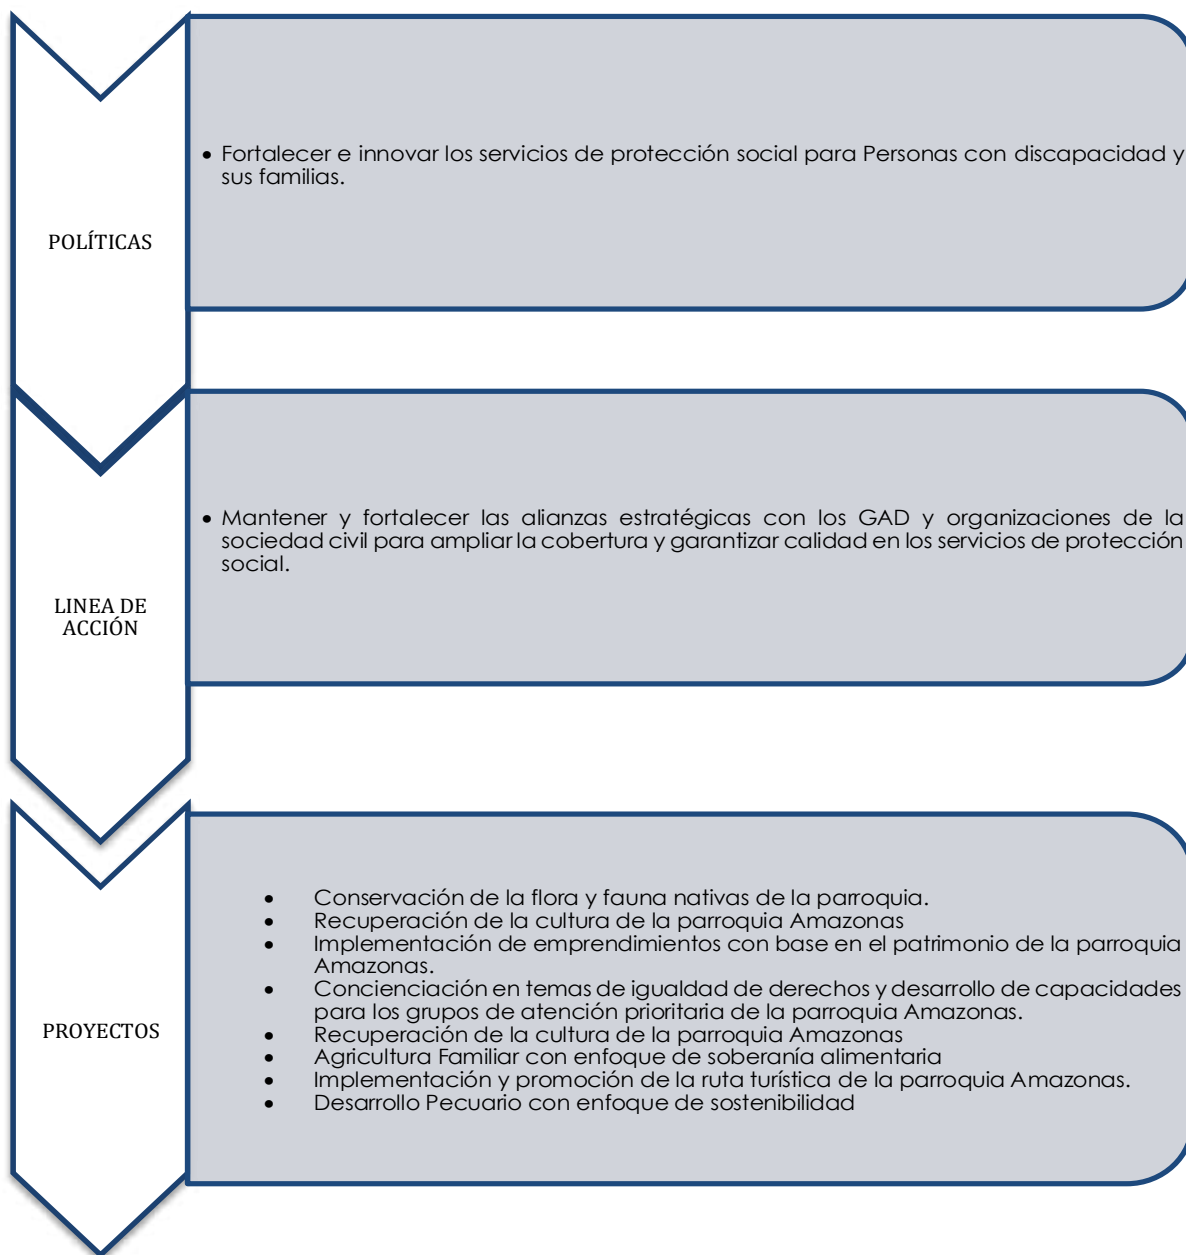 POLÍTICAS
• Fortalecer e innovar los servicios de protección social para Personas con discapacidad y
sus familias.
LINEA DE
ACCIÓN
• Mantener y fortalecer las alianzas estratégicas con los GAD y organizaciones de la
sociedad civil para ampliar la cobertura y garantizar calidad en los servicios de protección
social.
PROYECTOS
• Conservación de la flora y fauna nativas de la parroquia.
• Recuperación de la cultura de la parroquia Amazonas
• Implementación de emprendimientos con base en el patrimonio de la parroquia
Amazonas.
• Concienciación en temas de igualdad de derechos y desarrollo de capacidades
para los grupos de atención prioritaria de la parroquia Amazonas.
• Recuperación de la cultura de la parroquia Amazonas
• Agricultura Familiar con enfoque de soberanía alimentaria
• Implementación y promoción de la ruta turística de la parroquia Amazonas.
• Desarrollo Pecuario con enfoque de sostenibilidad